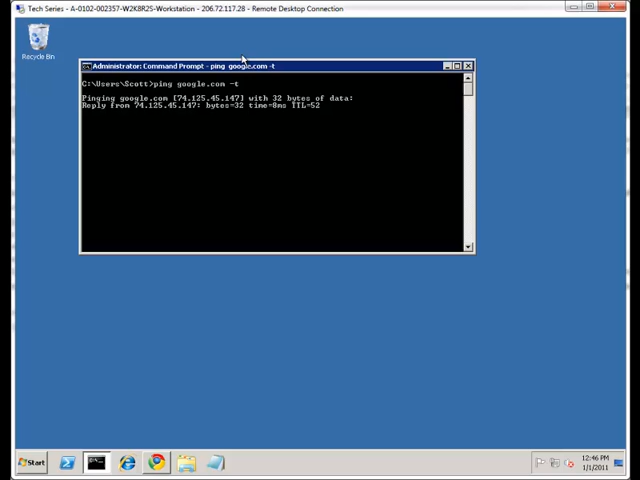 Tech Series - A-0102-002357-W2K8R2S-Workstation - 206.72.117.28 - Remote Desktop Connection
Recycle Bin
Administrator: Command Prompt - ping google.com -t
C:\Users\Scott>ping google.com -t
Pinging google.com [74.125.45.147] with 32 bytes of data:
Reply from 74.125.45.147: bytes=32 time=8ms TTL=52
Start
12:46 PM
1/1/2011